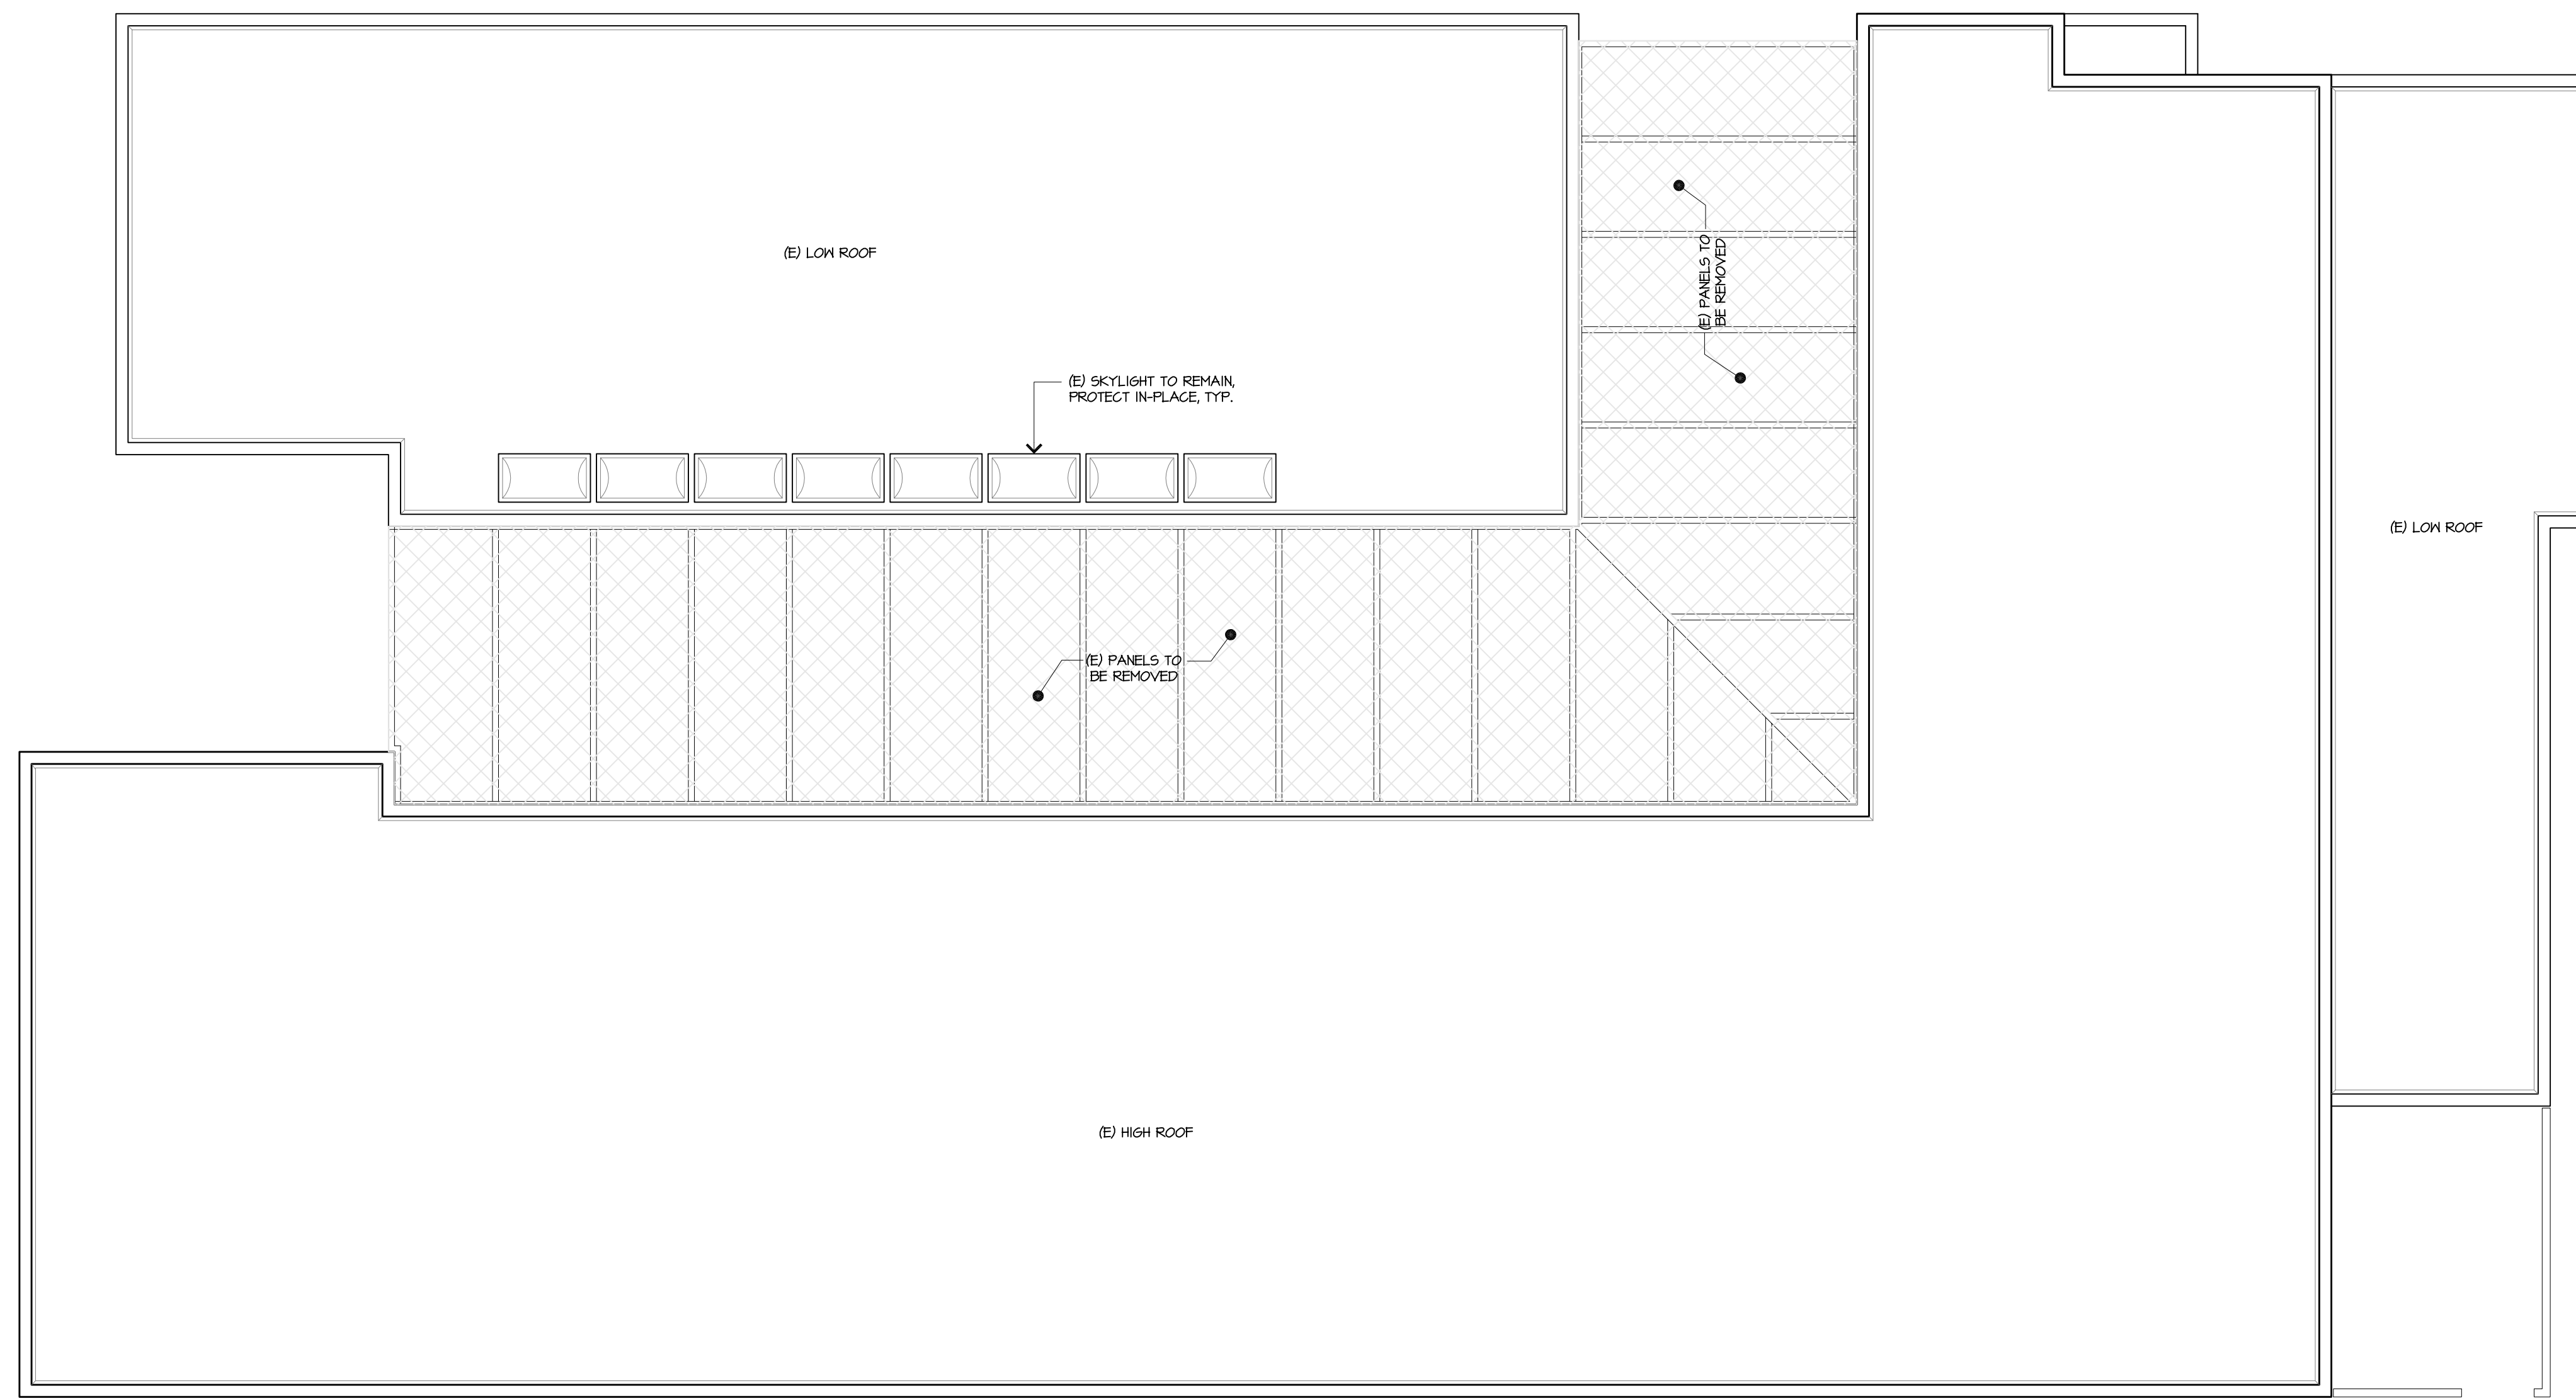 (E) LOW ROOF
(E) PANELS TO
BE REMOVED
(E) SKYLIGHT TO REMAIN,
PROTECT IN-PLACE, TYP.
(E) LOW ROOF
(E) PANELS TO
BE REMOVED
(E) HIGH ROOF